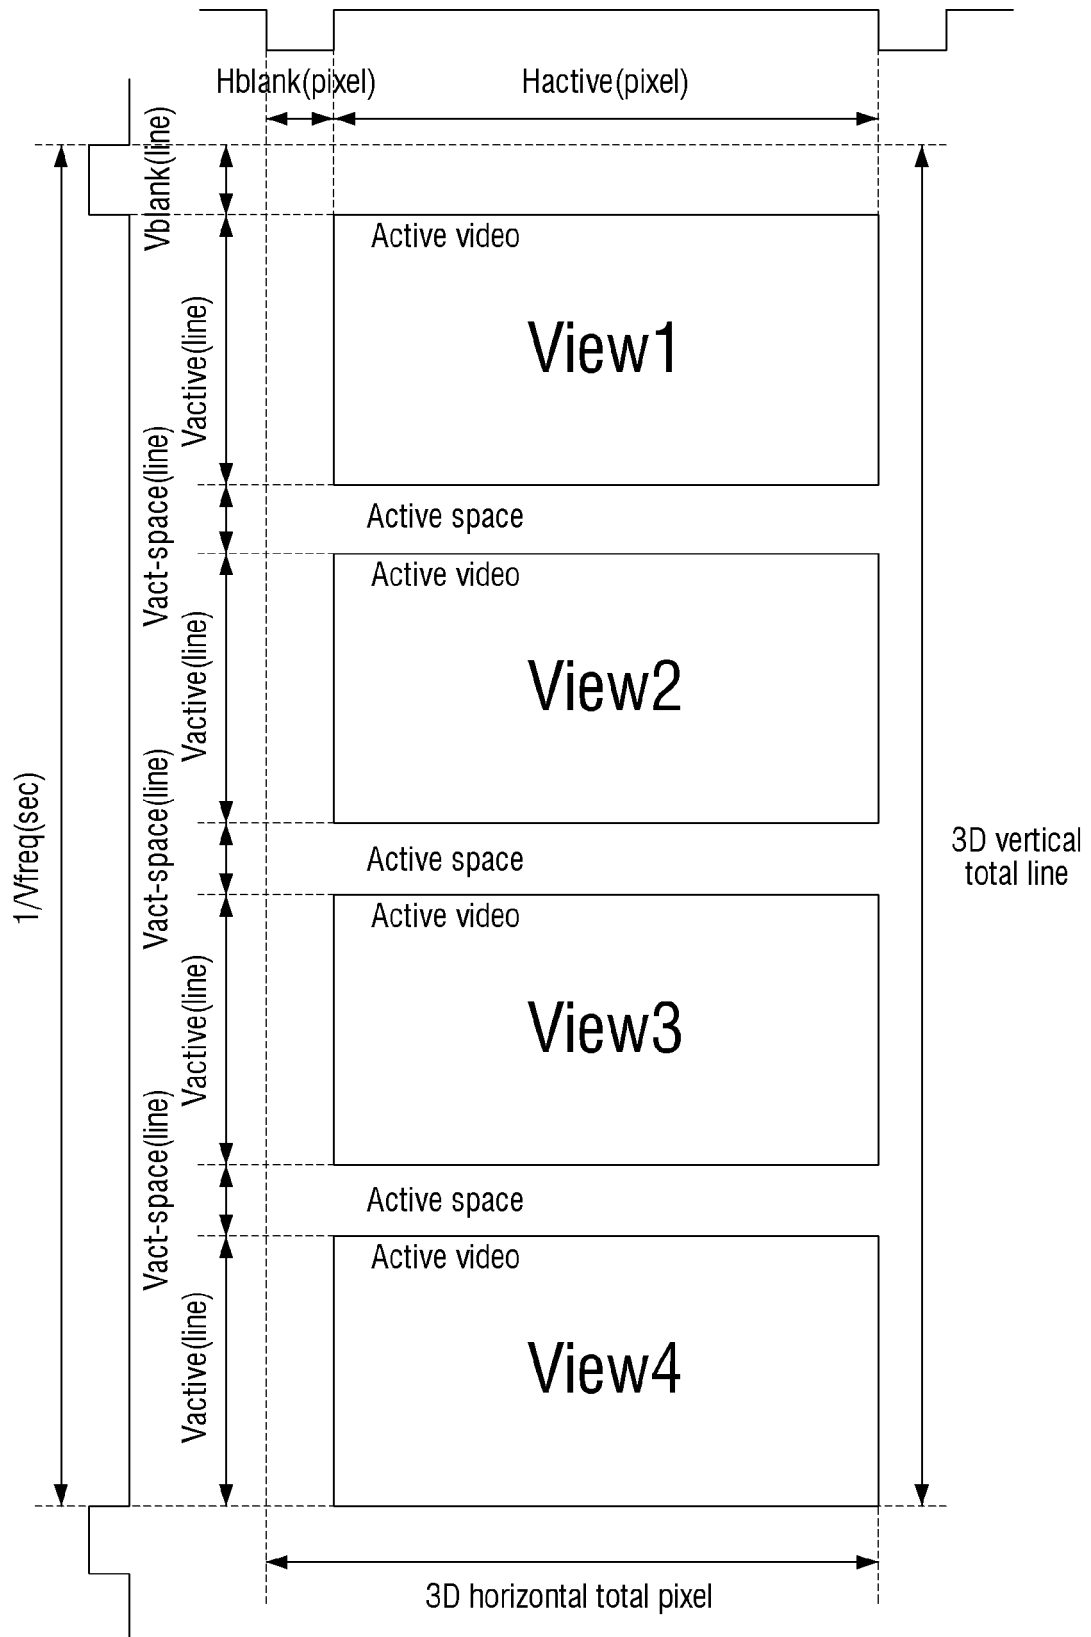 Hblank(pixel)
Hactive(pixel)
Vblank(line)
Active video
View1
Vactive(line)
Vact-space(line)
Active space
Active video
View2
Vactive(line)
Vact-space(line)
Active space
1/Vfreq(sec)
3D vertical
total line
Active video
View3
Vactive(line)
Vact-space(line)
Active space
Active video
View4
Vactive(line)
3D horizontal total pixel